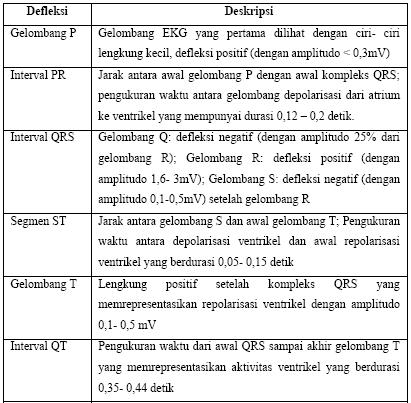 Defleksi Deskripsi
Gelombang P Gelombang EKG yang pertama dilihat dengan ciri- ciri
lengkung kecil, defleksi positif (dengan amplitudo < 0,3mV)
Interval PR Jarak antara awal gelombang P dengan awal kompleks QRS;
pengukuran waktu antara gelombang depolarisasi dari atrium
ke ventrikel yang mempunyai durasi 0,12 – 0,2 detik.
Interval QRS Gelombang Q: defleksi negatif (dengan amplitudo 25% dari
gelombang R); Gelombang R: defleksi positif (dengan
amplitudo 1,6- 3mV); Gelombang S: defleksi negatif (dengan
amplitudo 0,1-0,5mV) setelah gelombang R
Segmen ST Jarak antara gelombang S dan awal gelombang T; Pengukuran
waktu antara depolarisasi ventrikel dan awal repolarisasi
ventrikel yang berdurasi 0,05- 0,15 detik
Gelombang T Lengkung positif setelah kompleks QRS yang
memrepresentasikan repolarisasi ventrikel dengan amplitudo
0,1- 0,5 mV
Interval QT Pengukuran waktu dari awal QRS sampai akhir gelombang T
yang memrepresentasikan aktivitas ventrikel yang berdurasi
0,35- 0,44 detik